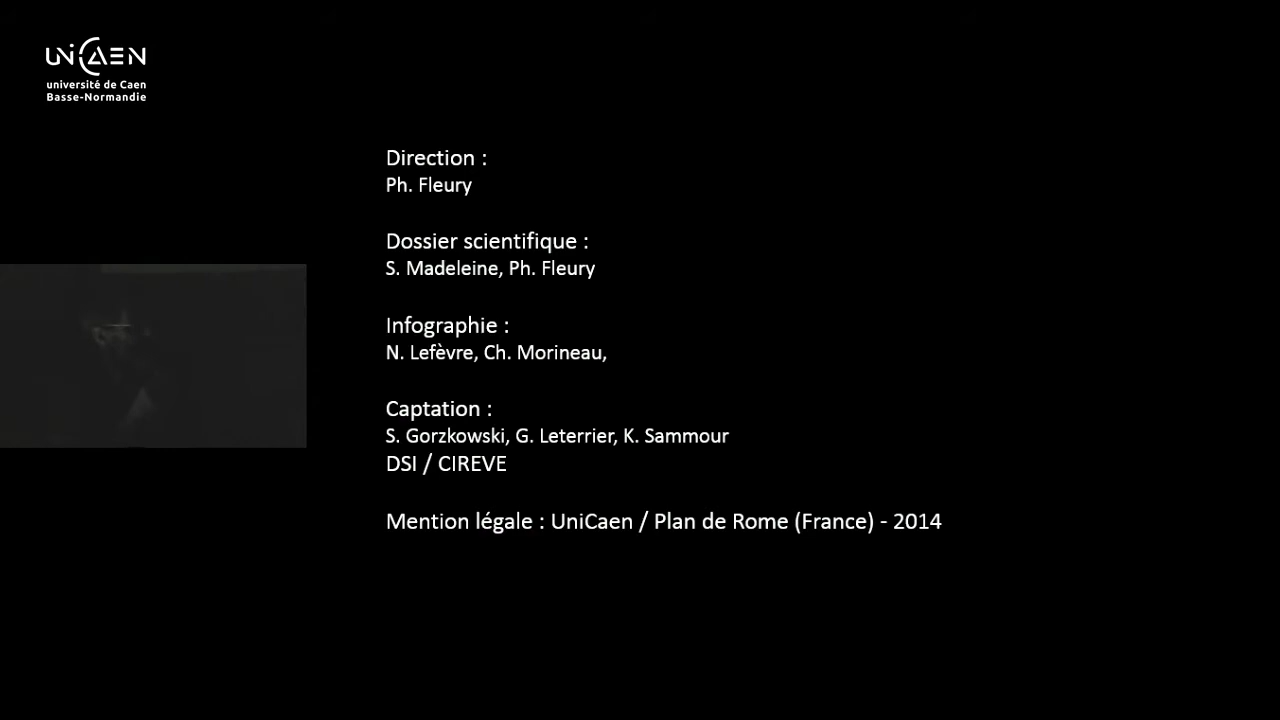 UNICAEN
université de Caen
Basse-Normandie
Direction :
Ph. Fleury
Dossier scientifique :
S. Madeleine, Ph. Fleury
Infographie :
N. Lefèvre, Ch. Morineau,
Captation :
S. Gorzkowski, G. Leterrier, K. Sammour
DSI / CIREVE
Mention légale : UniCaen / Plan de Rome (France) - 2014